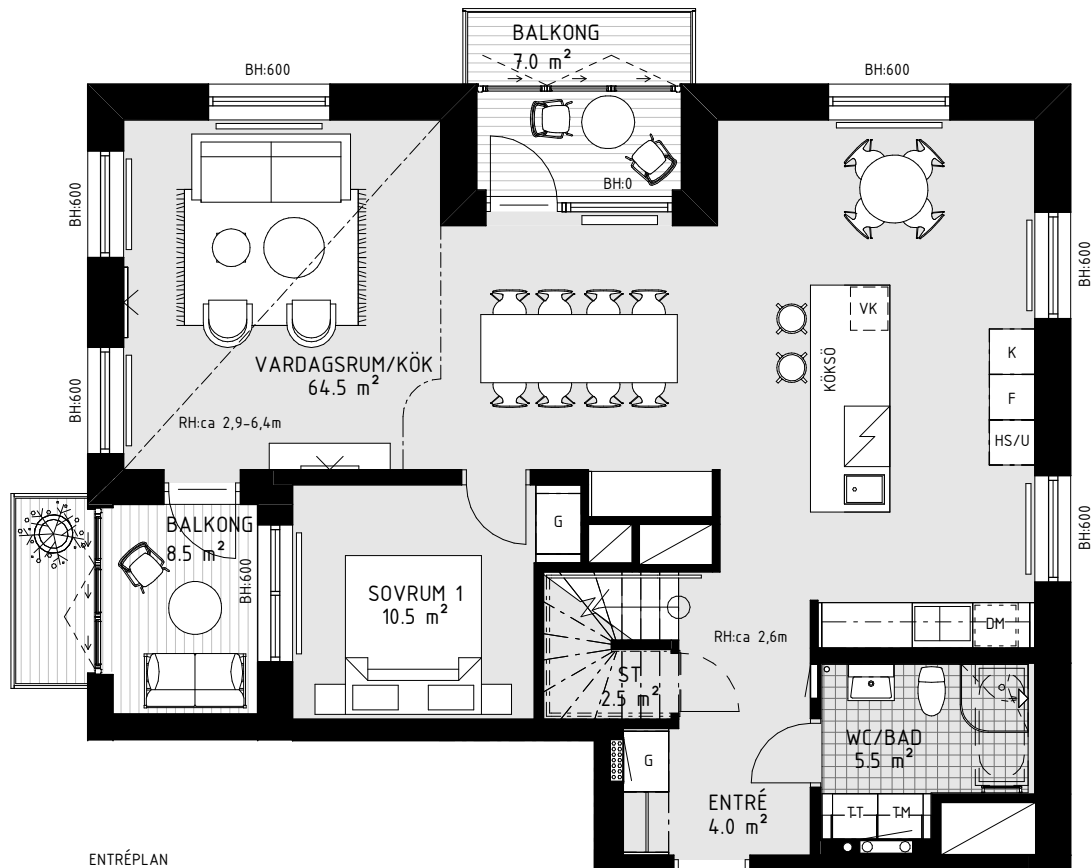 BALKONG
7.0 m²
BH:600
BH:600
BH:600
BH:0
BH:600
VK
KÖKSÖ
K
F
HS/U
VARDAGSRUM/KÖK
64.5 m²
RH:ca 2,9-6,4m
BH:600
BH:600
BALKONG
8.5 m²
BH:600
G
SOVRUM 1
10.5 m²
RH:ca 2,6m
DM
ST
2.5 m²
WC/BAD
5.5 m²
G
ENTRÉ
4.0 m²
TT
TM
ENTRÉPLAN